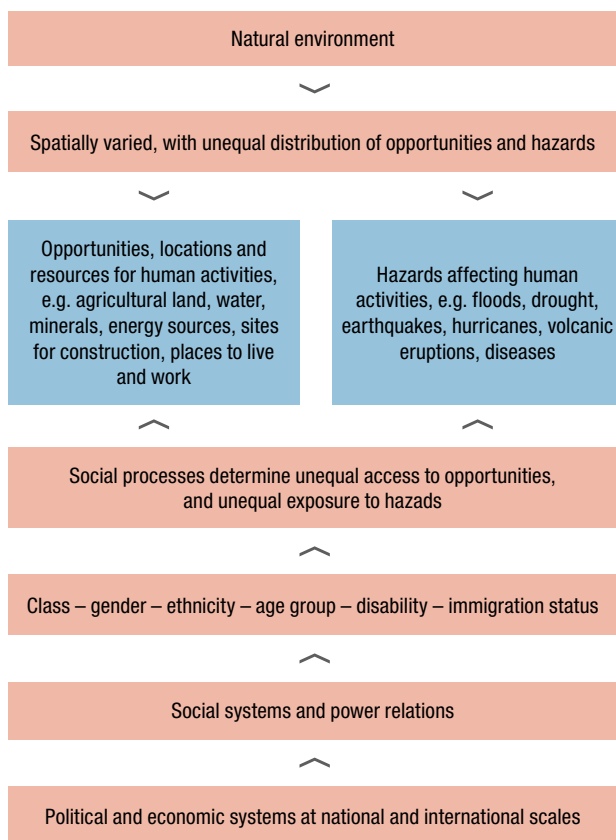 Natural environment
Spatially varied, with unequal distribution of opportunities and hazards
Opportunities, locations and
resources for human activities,
e.g. agricultural land, water,
minerals, energy sources, sites
for construction, places to live
and work
Hazards affecting human
activities, e.g. floods, drought,
earthquakes, hurricanes, volcanic
eruptions, diseases
Social processes determine unequal access to opportunities,
and unequal exposure to hazads
Class – gender – ethnicity – age group – disability – immigration status
Social systems and power relations
Political and economic systems at national and international scales